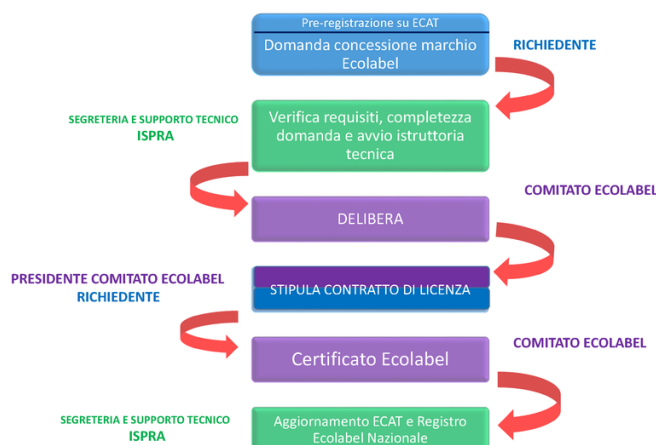 Pre-registrazione su ECAT
Domanda concessione marchio
Ecolabel
RICHIEDENTE
SEGRETERIA E SUPPORTO TECNICO
ISPRA
Verifica requisiti, completezza
domanda e avvio istruttoria
tecnica
COMITATO ECOLABEL
DELIBERA
PRESIDENTE COMITATO ECOLABEL
RICHIEDENTE
STIPULA CONTRATTO DI LICENZA
COMITATO ECOLABEL
Certificato Ecolabel
SEGRETERIA E SUPPORTO TECNICO
ISPRA
Aggiornamento ECAT e Registro
Ecolabel Nazionale